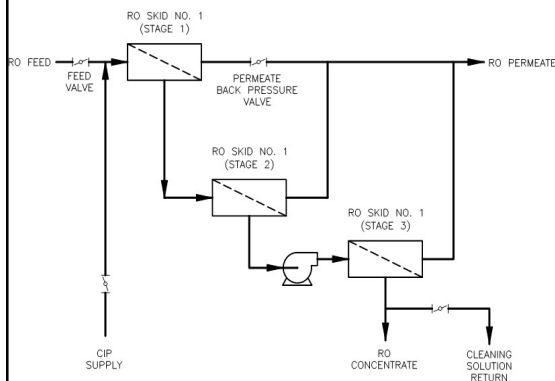 RO SKID NO. 1
(STAGE 1)
RO FEED
FEED
VALVE
PERMEATE
BACK PRESSURE
VALVE
RO PERMEATE
RO SKID NO. 1
(STAGE 2)
RO SKID NO. 1
(STAGE 3)
CIP
SUPPLY
RO
CONCENTRATE
CLEANING
SOLUTION
RETURN